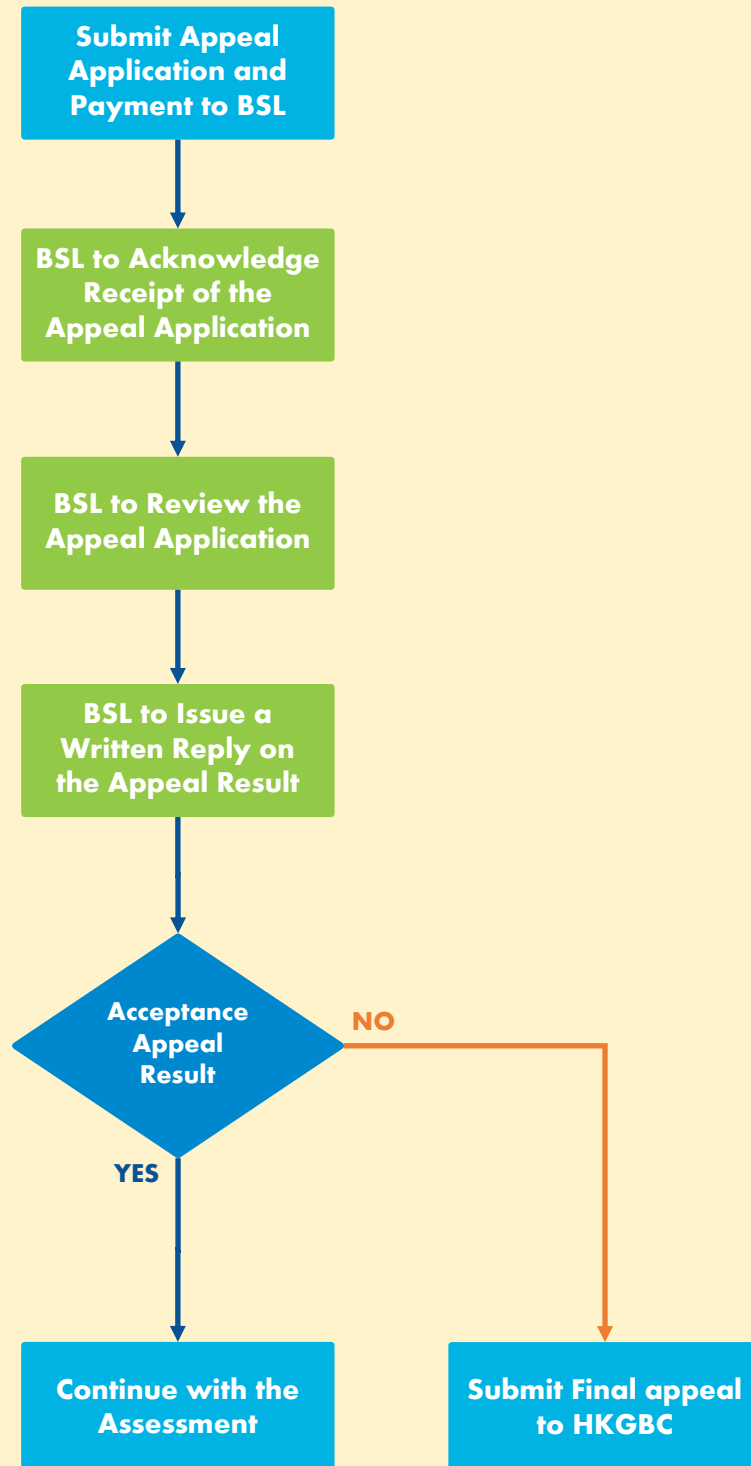 Submit Appeal
Application and
Payment to BSL
BSL to Acknowledge
Receipt of the
Appeal Application
BSL to Review the
Appeal Application
BSL to Issue a
Written Reply on
the Appeal Result
Acceptance
Appeal
Result
NO
YES
Continue with the
Assessment
Submit Final appeal
to HKGBC